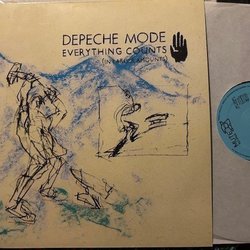 DEPECHE MODE
EVERYTHING COUNTS
(IN LARGER AMOUNTS)